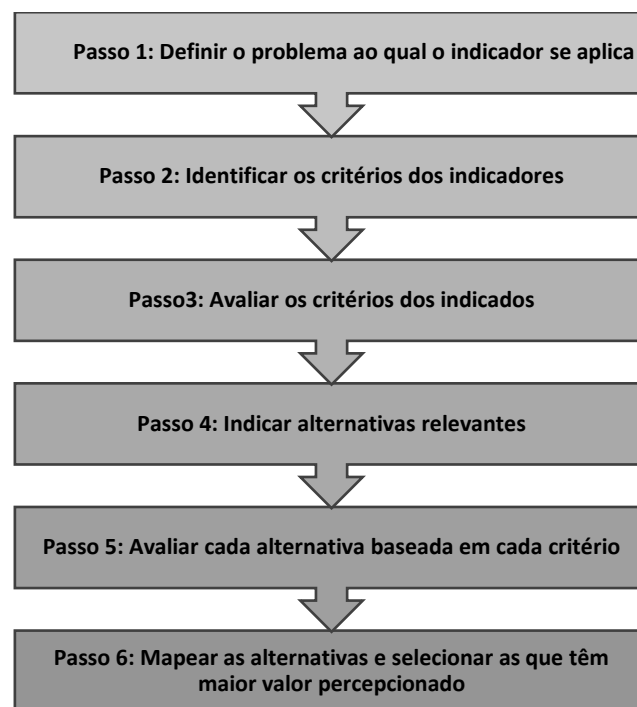 Passo 1: Definir o problema ao qual o indicador se aplica
Passo 2: Identificar os critérios dos indicadores
Passo3: Avaliar os critérios dos indicados
Passo 4: Indicar alternativas relevantes
Passo 5: Avaliar cada alternativa baseada em cada critério
Passo 6: Mapear as alternativas e selecionar as que têm
maior valor percepcionado